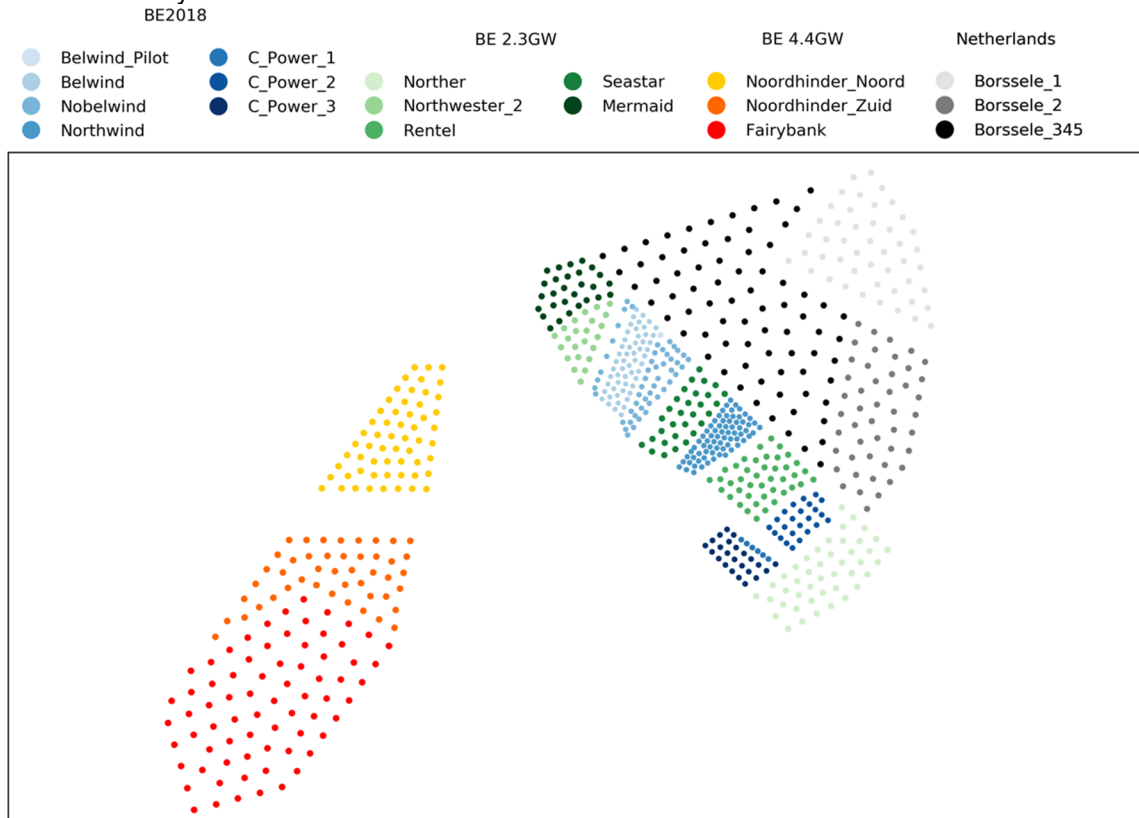 BE2018
BE 2.3GW
BE 4.4GW
Netherlands
Belwind_Pilot
Belwind
Nobelwind
Northwind
C_Power_1
C_Power_2
C_Power_3
Norther
Northwester_2
Rentel
Seastar
Mermaid
Noordhinder_Noord
Noordhinder_Zuid
Fairybank
Borssele_1
Borssele_2
Borssele_345